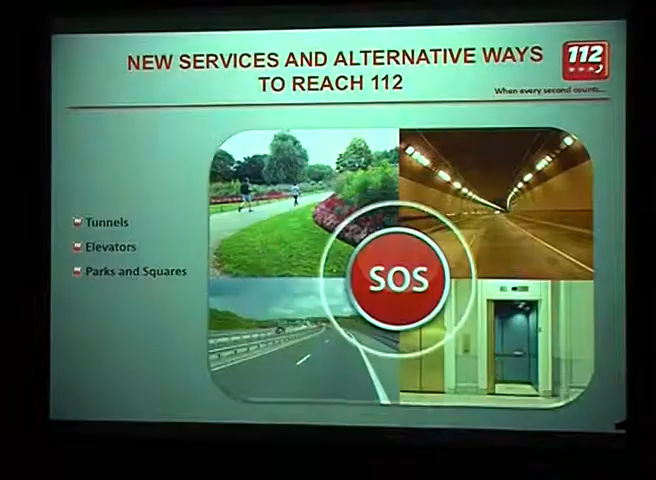 NEW SERVICES AND ALTERNATIVE WAYS
TO REACH 112
112
When every second counts...
Tunnels
Elevators
Parks and Squares
SOS